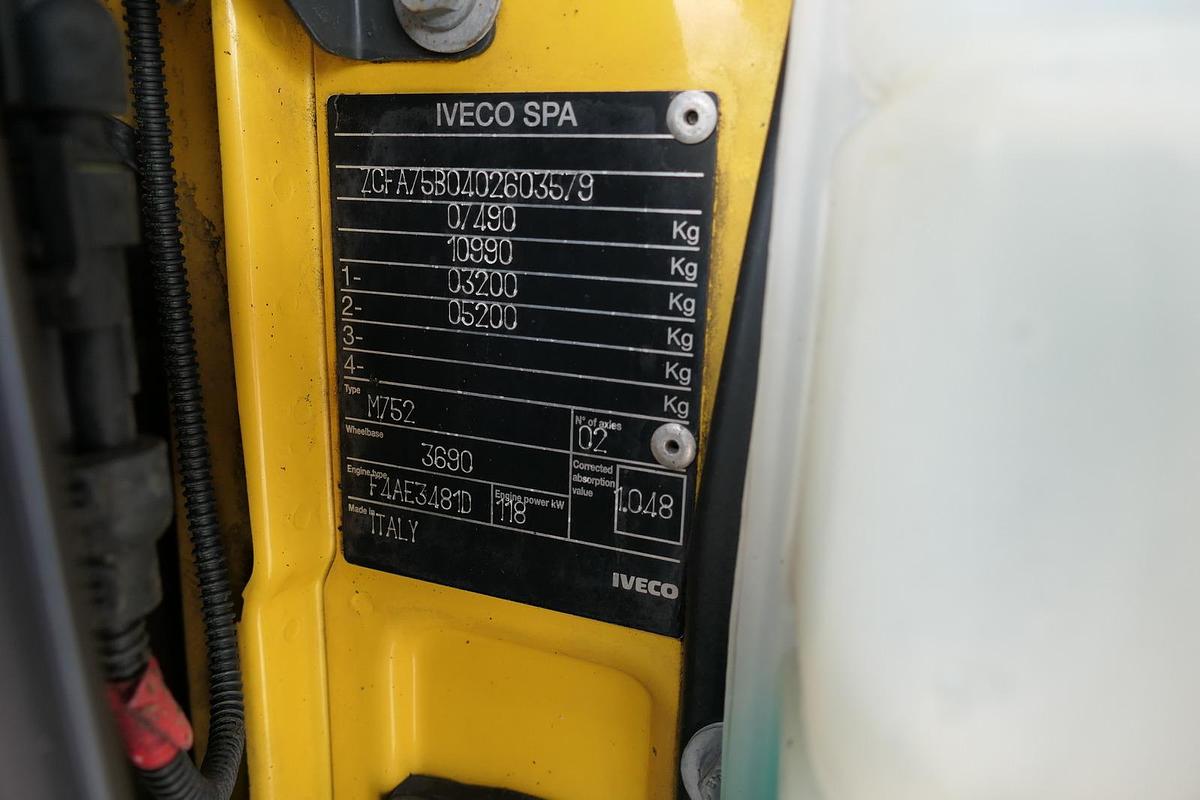 IVECO SPA
ZCFA75B0402603579
07490 Kg
10990 Kg
1- 03200 Kg
2- 05200 Kg
3- Kg
4- Kg
Type M752
N° of axles 02
Wheelbase 3690
Corrected absorption value 1.048
Engine type F4AE3481D
Engine power kW 118
Made in ITALY
IVECO